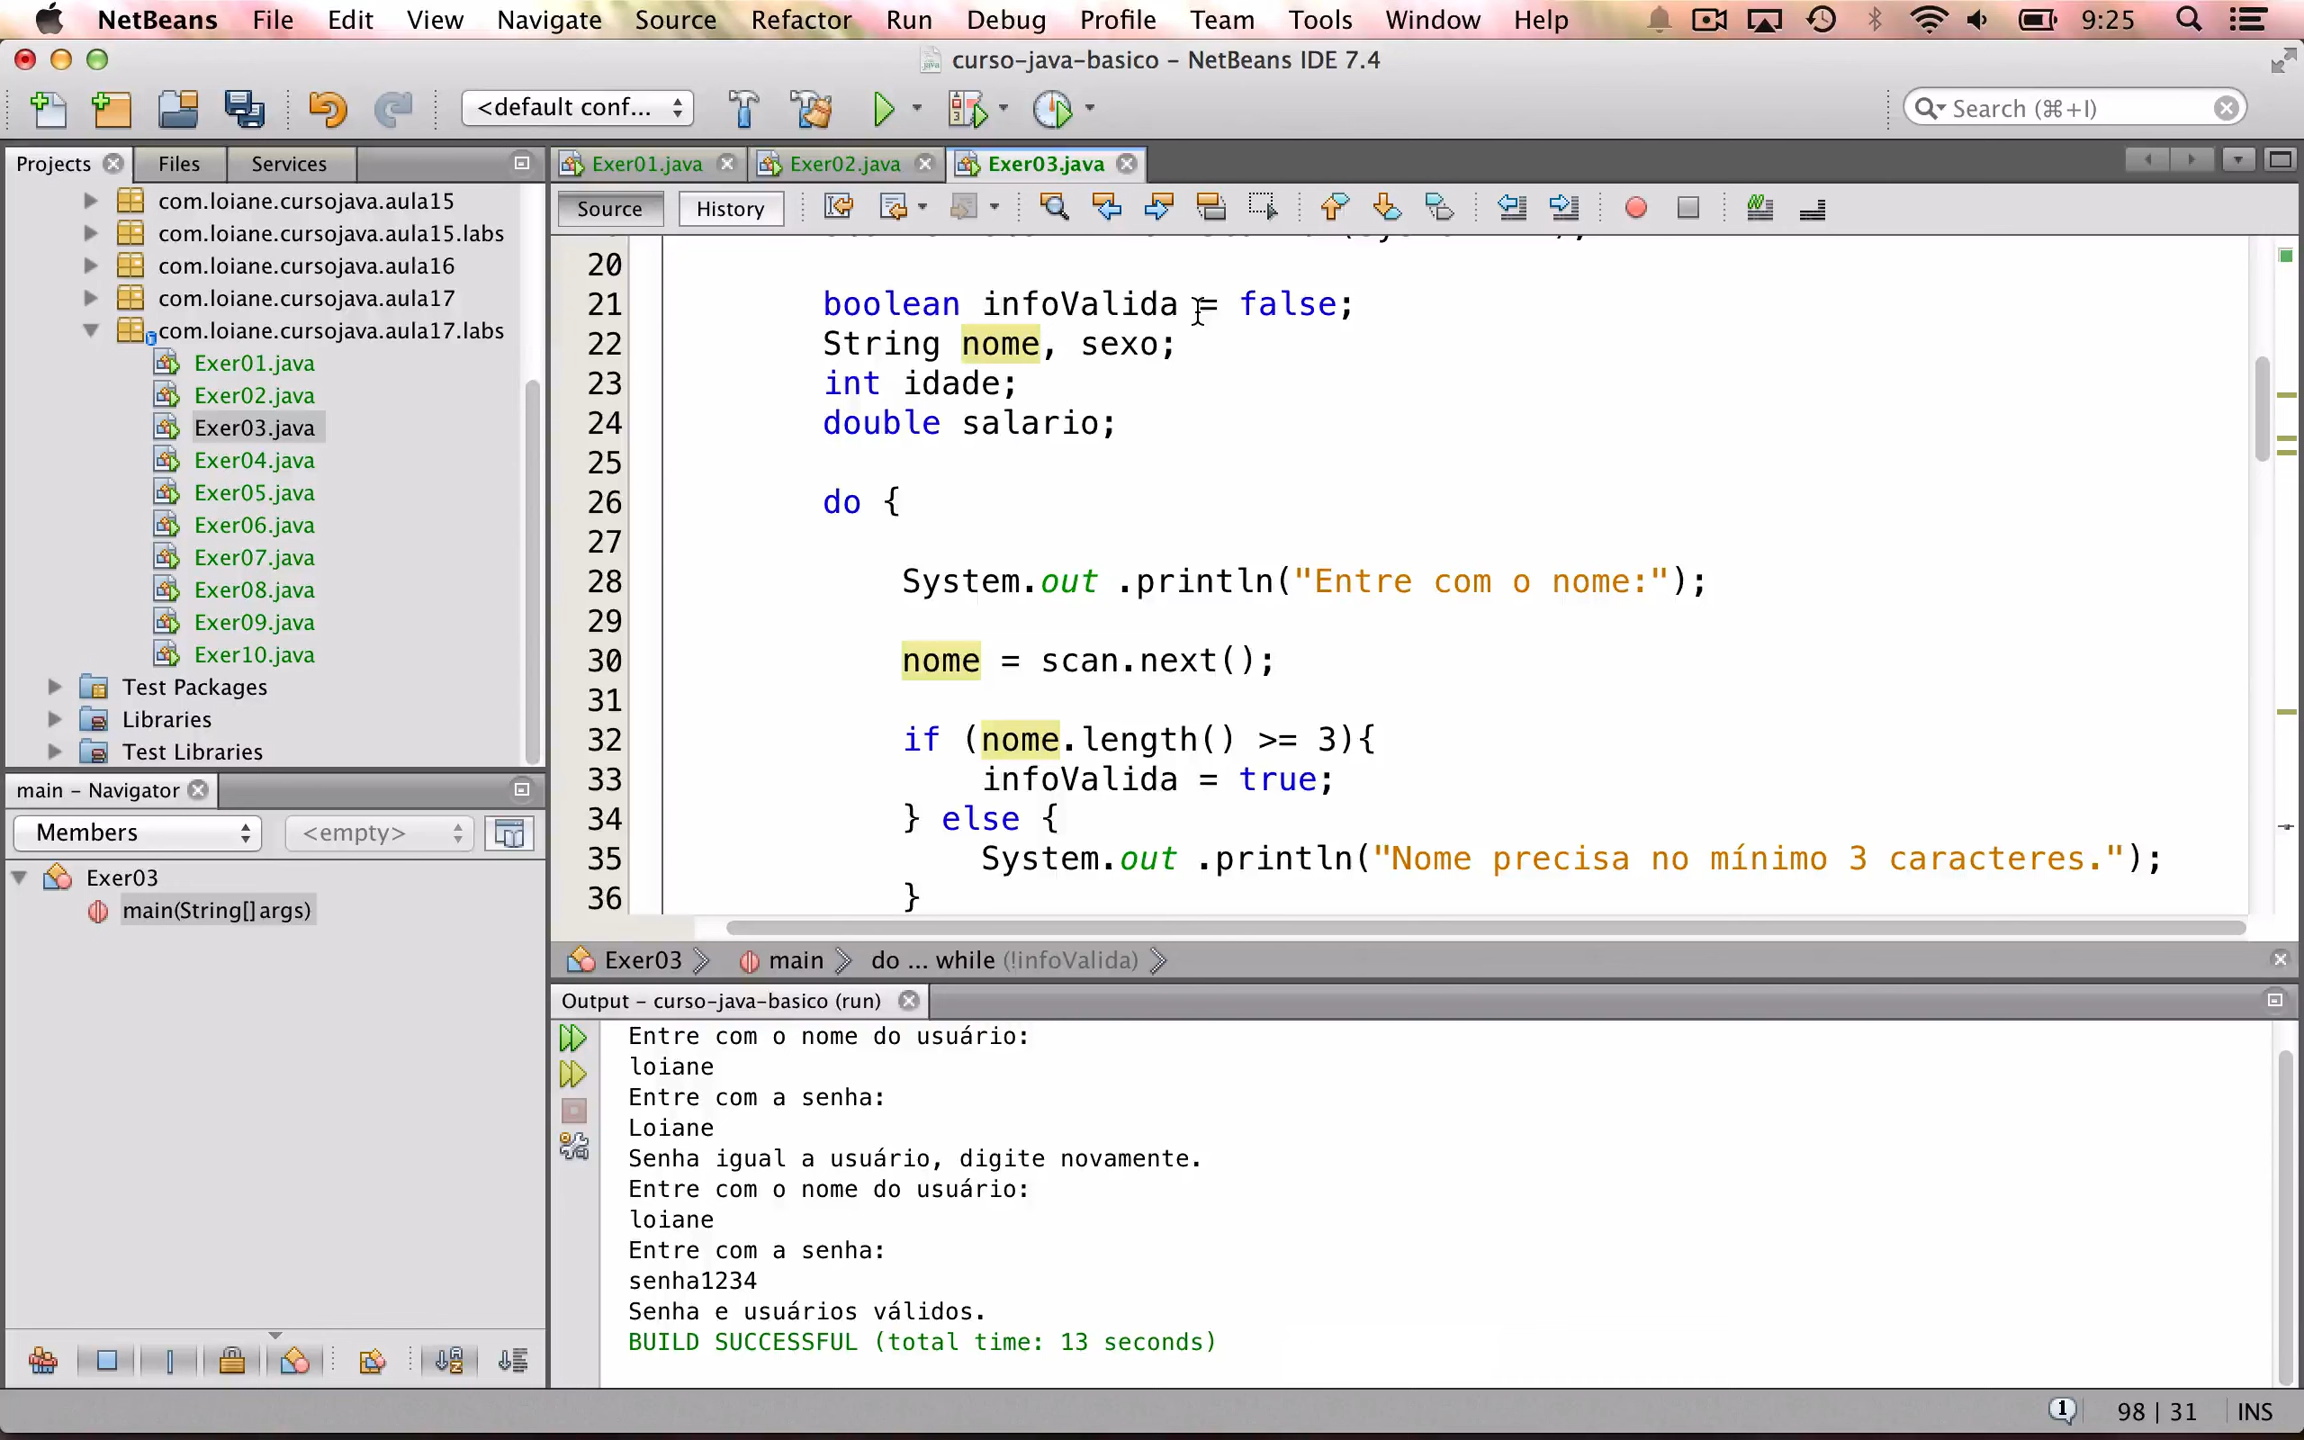 NetBeans File Edit View Navigate Source Refactor Run Debug Profile Team Tools Window Help 9:25
curso-java-basico – NetBeans IDE 7.4
<default conf... Search (⌘+I)
Projects Files Services
com.loiane.cursojava.aula15
com.loiane.cursojava.aula15.labs
com.loiane.cursojava.aula16
com.loiane.cursojava.aula17
com.loiane.cursojava.aula17.labs
Exer01.java
Exer02.java
Exer03.java
Exer04.java
Exer05.java
Exer06.java
Exer07.java
Exer08.java
Exer09.java
Exer10.java
Test Packages
Libraries
Test Libraries
main – Navigator
Members <empty>
Exer03
main(String[] args)
Exer01.java Exer02.java Exer03.java
Source History
20
21 boolean infoValida = false;
22 String nome, sexo;
23 int idade;
24 double salario;
25
26 do {
27
28 System.out .println("Entre com o nome:");
29
30 nome = scan.next();
31
32 if (nome.length() >= 3){
33 infoValida = true;
34 } else {
35 System.out .println("Nome precisa no mínimo 3 caracteres.");
36 }
Exer03 main do ... while (!infoValida)
Output – curso-java-basico (run)
Entre com o nome do usuário:
loiane
Entre com a senha:
Loiane
Senha igual a usuário, digite novamente.
Entre com o nome do usuário:
loiane
Entre com a senha:
senha1234
Senha e usuários válidos.
BUILD SUCCESSFUL (total time: 13 seconds)
1 98 | 31 INS